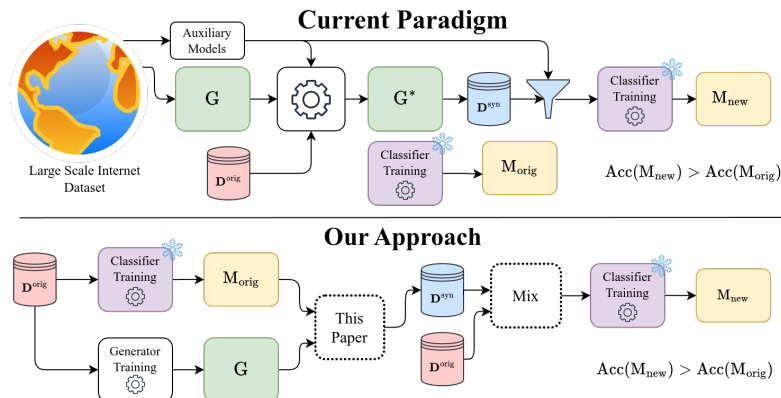 Current Paradigm
Auxiliary
Models
G
G*
D^syn
Classifier
Training
M_new
Large Scale Internet
Dataset
D^orig
Classifier
Training
M_orig
Acc(M_new) > Acc(M_orig)
Our Approach
D^orig
Classifier
Training
M_orig
This
Paper
D^syn
Mix
Classifier
Training
M_new
Generator
Training
G
D^orig
Acc(M_new) > Acc(M_orig)